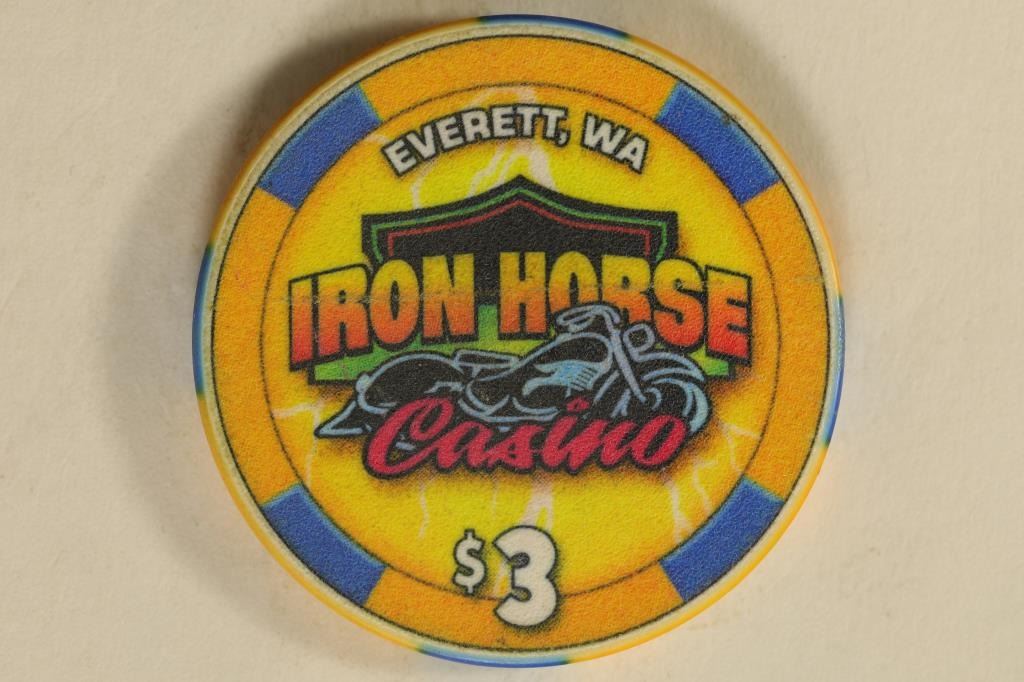 EVERETT, WA
IRON HORSE
Casino
$3